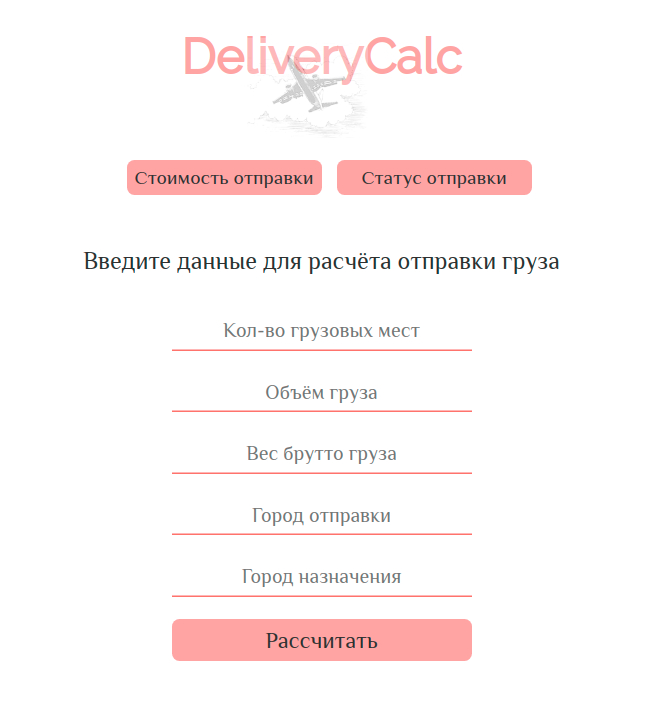 DeliveryCalc
Стоимость отправки
Статус отправки
Введите данные для расчёта отправки груза
Кол-во грузовых мест
Объём груза
Вес брутто груза
Город отправки
Город назначения
Рассчитать